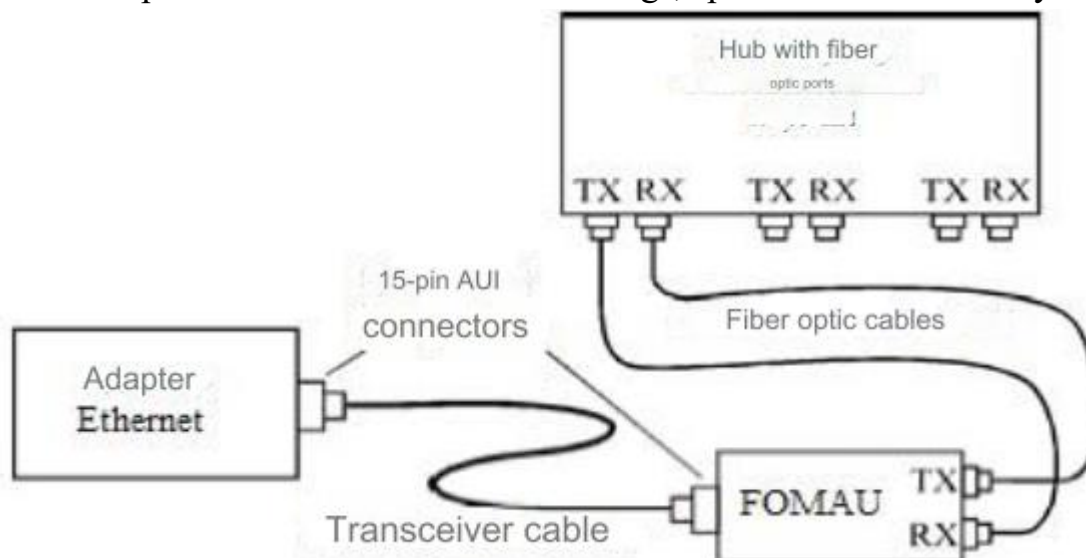 Hub with fiber
optic ports
TX RX TX RX TX RX
15-pin AUI
connectors
Fiber optic cables
Adapter
Ethernet
FOMAU
TX
RX
Transceiver cable